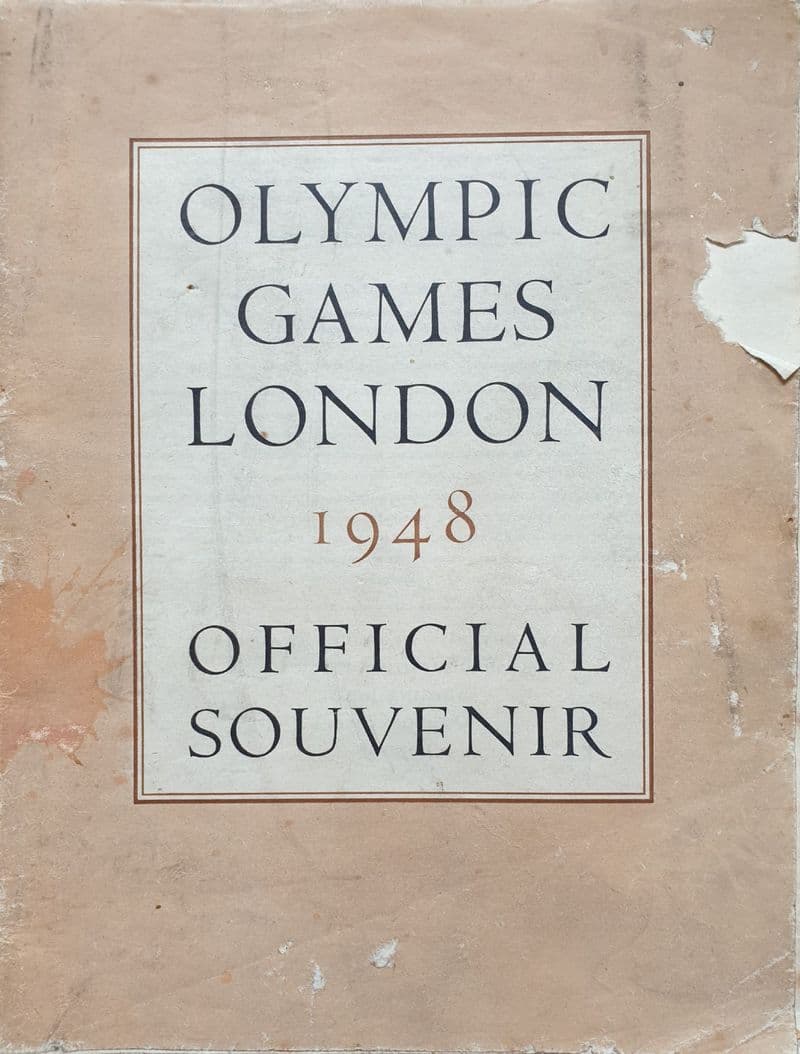 OLYMPIC
GAMES
LONDON
1948
OFFICIAL
SOUVENIR